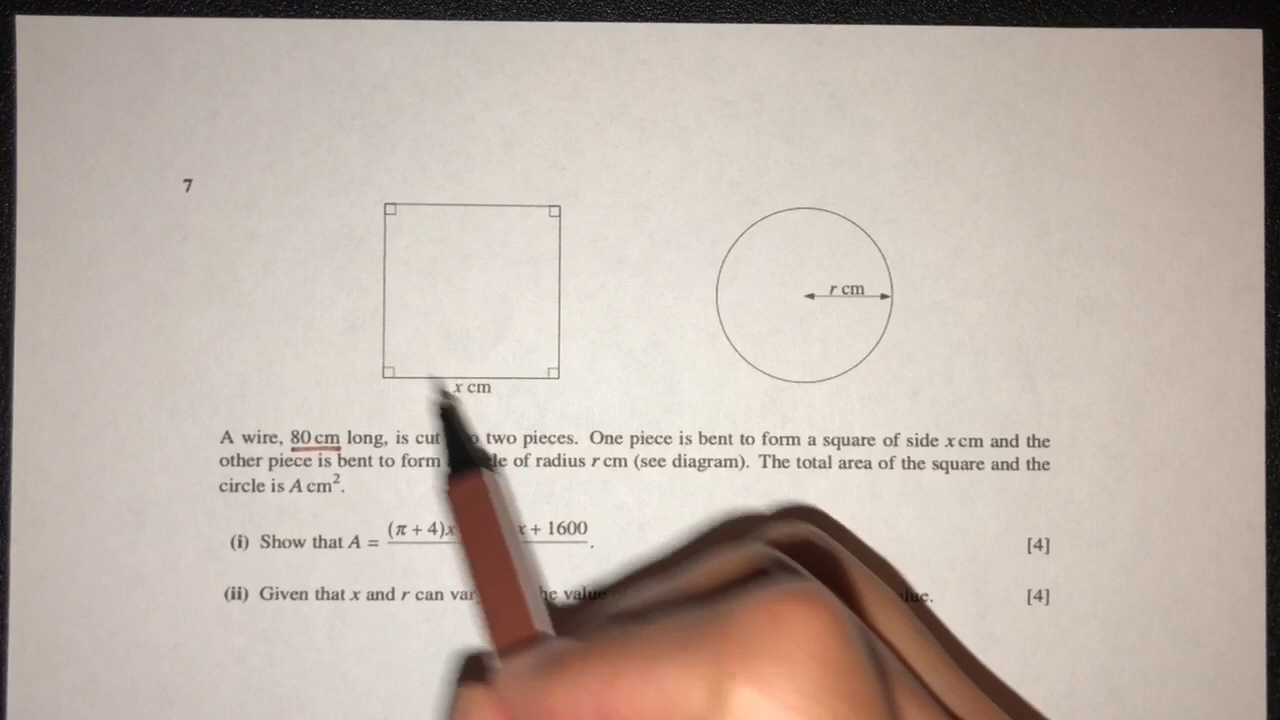 7
r cm
x cm
A wire, 80 cm long, is cut two pieces. One piece is bent to form a square of side x cm and the
other piece is bent to form of radius r cm (see diagram). The total area of the square and the
circle is A cm².
(i) Show that A = (π + 4)x + 1600 . [4]
(ii) Given that x and r can value [4]